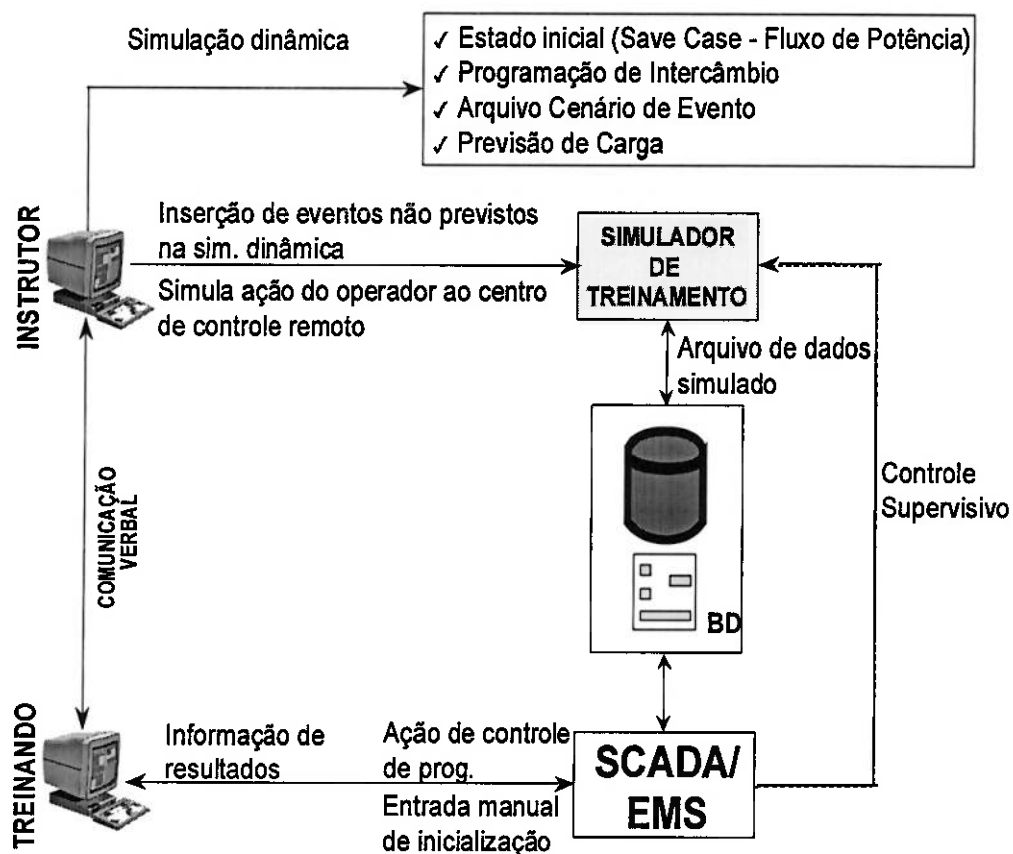 Simulação dinâmica
✓ Estado inicial (Save Case - Fluxo de Potência)
✓ Programação de Intercâmbio
✓ Arquivo Cenário de Evento
✓ Previsão de Carga
INSTRUTOR
Inserção de eventos não previstos
na sim. dinâmica
Simula ação do operador ao centro
de controle remoto
SIMULADOR
DE
TREINAMENTO
Arquivo de dados
simulado
BD
Controle
Supervisivo
COMUNICAÇÃO
VERBAL
TREINANDO
Informação de
resultados
Ação de controle
de prog.
Entrada manual
de inicialização
SCADA/
EMS